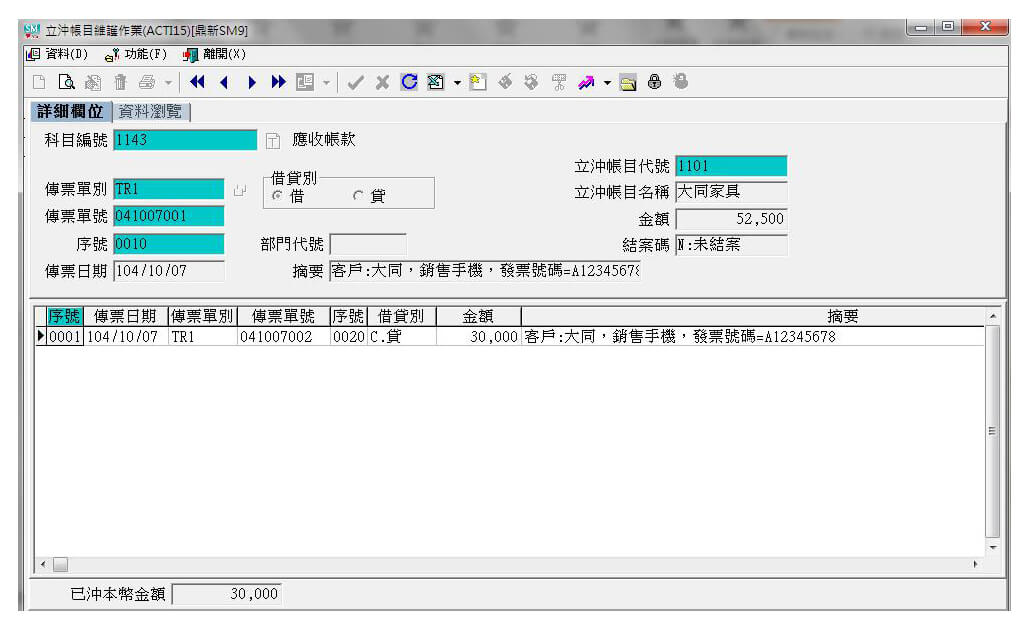 立沖帳目維護作業(ACTI15)[鼎新SM9]
資料(D) 功能(F) 離開(X)
詳細欄位 資料瀏覽
科目編號 1143 應收帳款
立沖帳目代號 1101
傳票單別 TR1 借貸別 借 貸 立沖帳目名稱 大同家具
傳票單號 041007001 金額 52,500
序號 0010 部門代號 結案碼 N:未結案
傳票日期 104/10/07 摘要 客戶:大同，銷售手機，發票號碼=A12345678
序號 傳票日期 傳票單別 傳票單號 序號 借貸別 金額 摘要
0001 104/10/07 TR1 041007002 0020 C.貸 30,000 客戶:大同，銷售手機，發票號碼=A12345678
已沖本幣金額 30,000